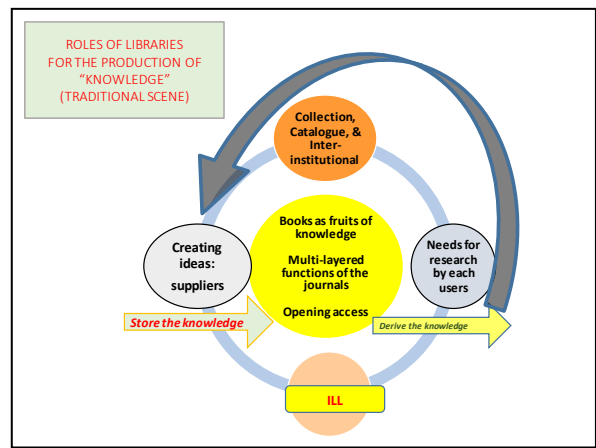 ROLES OF LIBRARIES
FOR THE PRODUCTION OF
“KNOWLEDGE”
(TRADITIONAL SCENE)
Collection,
Catalogue, &
Inter-
institutional
Books as fruits of
knowledge
Multi-layered
functions of the
journals
Opening access
Creating
ideas:
suppliers
Needs for
research
by each
users
Store the knowledge
Derive the knowledge
ILL